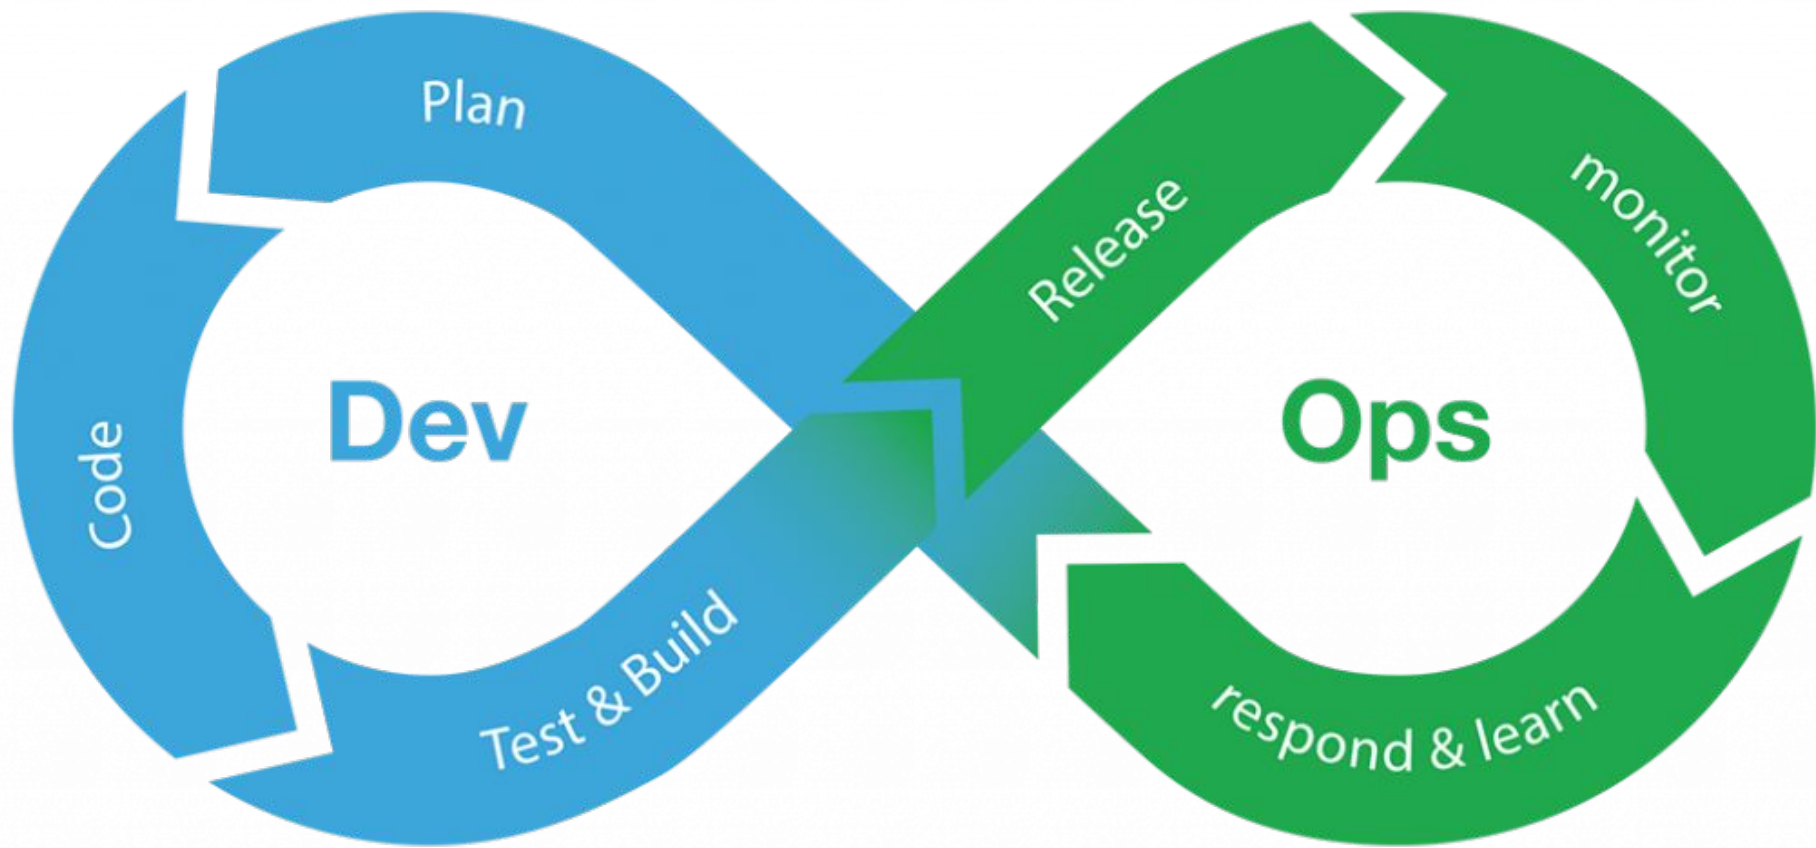 Plan
Code
Dev
Test & Build
Release
monitor
Ops
respond & learn